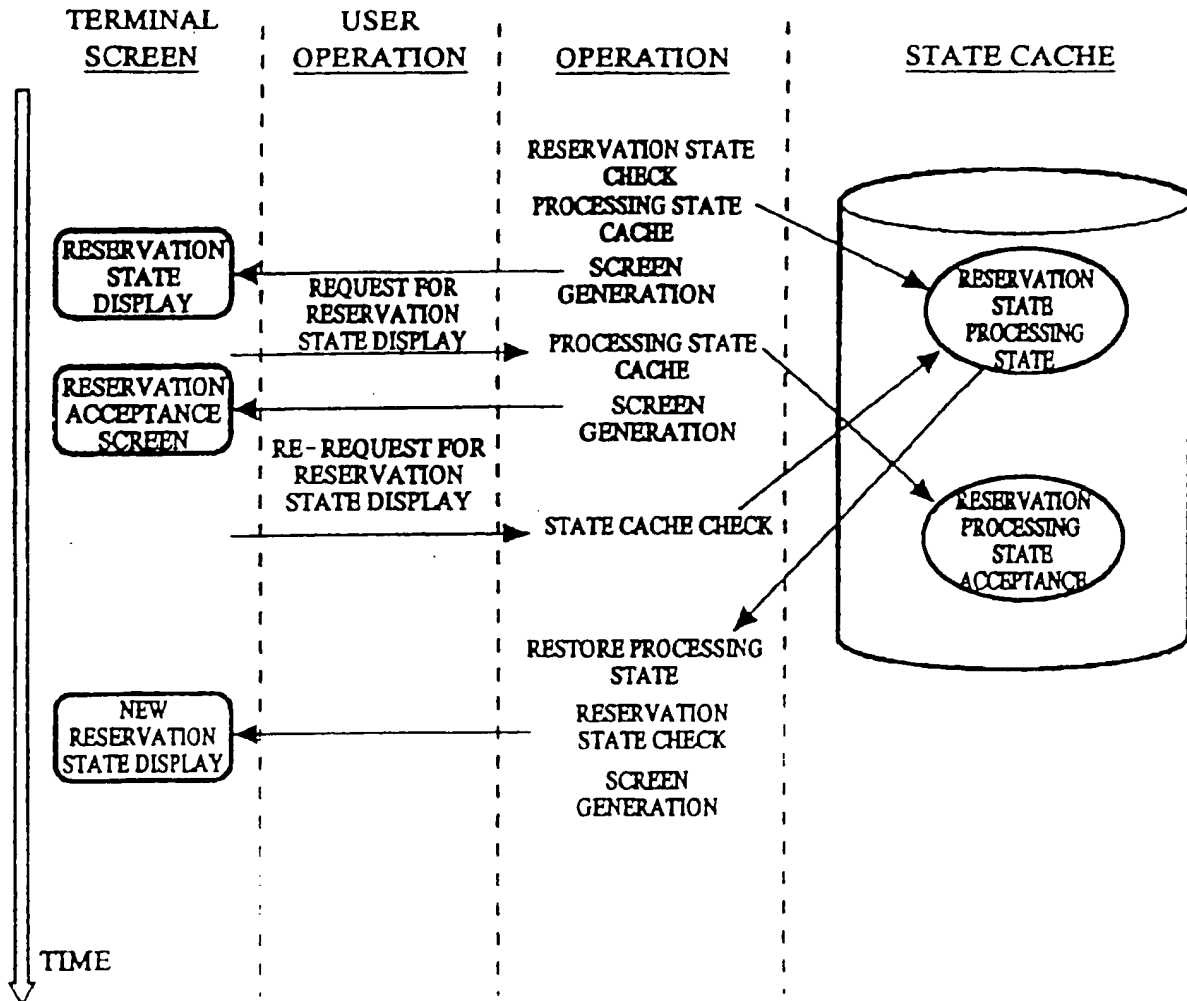 TERMINAL
SCREEN
USER
OPERATION
OPERATION
STATE CACHE
RESERVATION STATE
CHECK
PROCESSING STATE
CACHE
SCREEN
GENERATION
RESERVATION
STATE
DISPLAY
RESERVATION
STATE
PROCESSING
STATE
REQUEST FOR
RESERVATION
STATE DISPLAY
PROCESSING STATE
CACHE
SCREEN
GENERATION
RESERVATION
ACCEPTANCE
SCREEN
RE-REQUEST FOR
RESERVATION
STATE DISPLAY
STATE CACHE CHECK
RESERVATION
PROCESSING
STATE
ACCEPTANCE
RESTORE PROCESSING
STATE
RESERVATION
STATE CHECK
SCREEN
GENERATION
NEW
RESERVATION
STATE DISPLAY
TIME